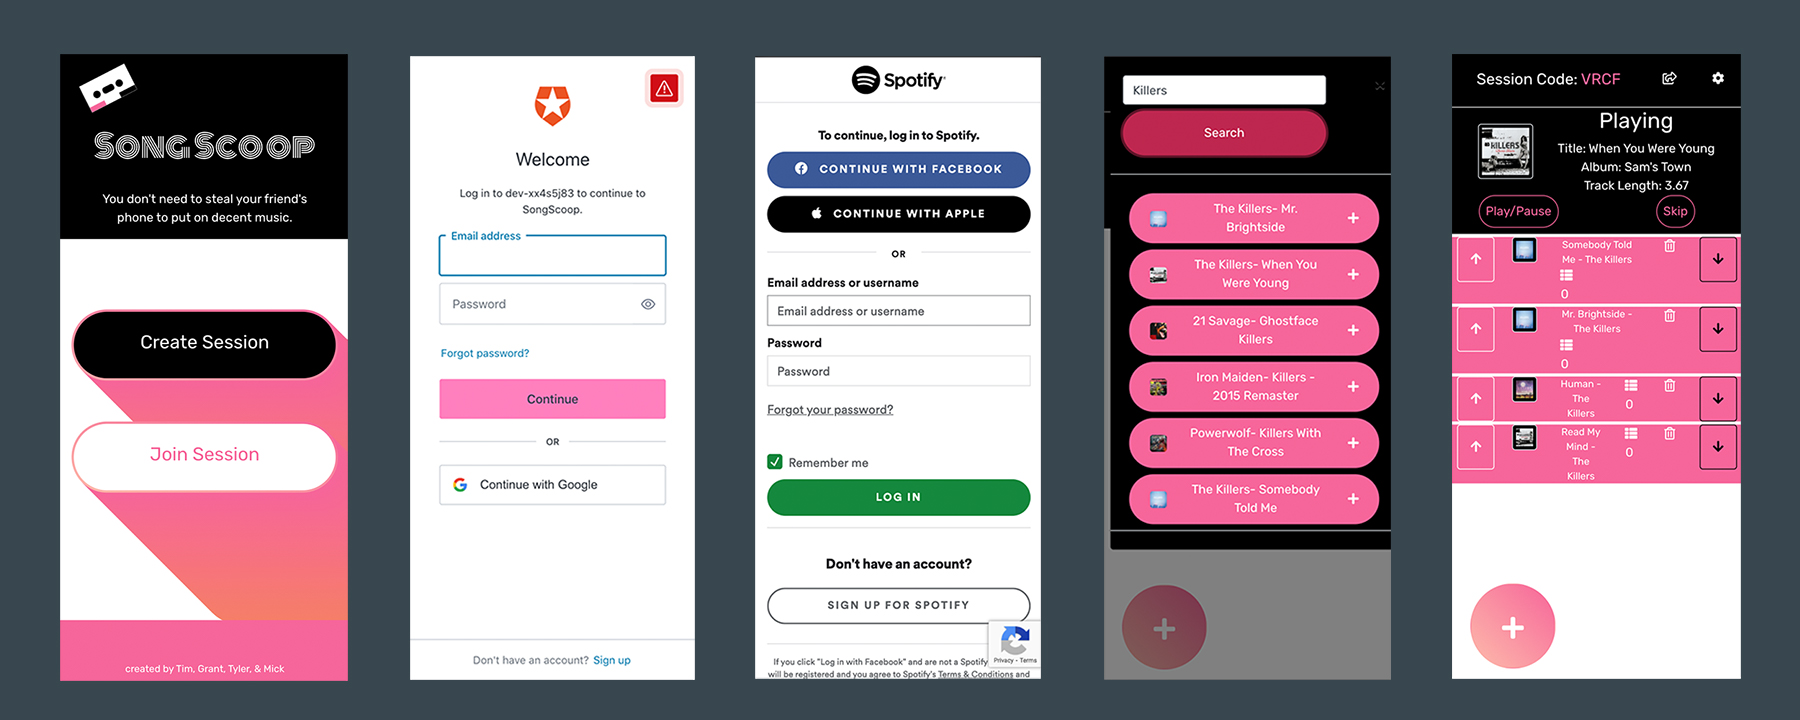 SONG SCOOP
You don't need to steal your friend's
phone to put on decent music.
Create Session
Join Session
created by Tim, Grant, Tyler, & Mick
Welcome
Log in to dev-xx4s5j83 to continue to
SongScoop.
Email address
Password
Forgot password?
Continue
OR
Continue with Google
Don't have an account? Sign up
Spotify
To continue, log in to Spotify.
CONTINUE WITH FACEBOOK
CONTINUE WITH APPLE
OR
Email address or username
Email address or username
Password
Password
Forgot your password?
Remember me
LOG IN
Don't have an account?
SIGN UP FOR SPOTIFY
Privacy - Terms
If you click "Log in with Facebook" and are not a Spotify
will be registered and you agree to Spotify's Terms & Conditions and
Killers
Search
The Killers- Mr.
Brightside
The Killers- When You
Were Young
21 Savage- Ghostface
Killers
Iron Maiden- Killers -
2015 Remaster
Powerwolf- Killers With
The Cross
The Killers- Somebody
Told Me
Session Code: VRCF
Playing
KILLERS
Title: When You Were Young
Album: Sam's Town
Track Length: 3.67
Play/Pause
Skip
Somebody Told
Me - The Killers
0
Mr. Brightside -
The Killers
0
Human -
The
Killers
0
Read My
Mind -
The
Killers
0